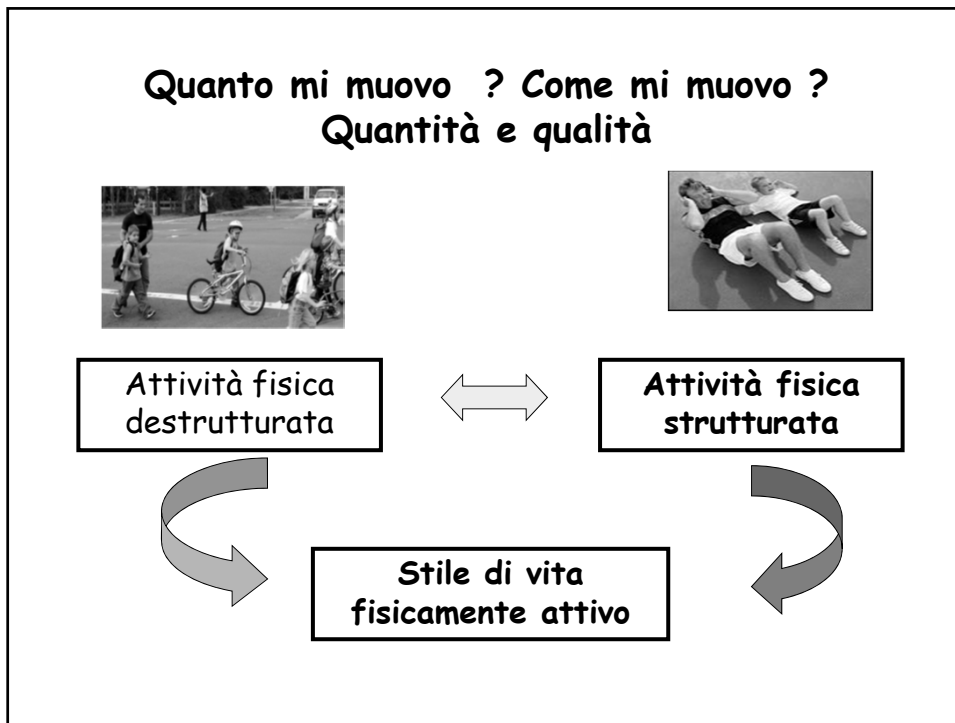 Quanto mi muovo ? Come mi muovo ?
Quantità e qualità
Attività fisica
destrutturata
Attività fisica
strutturata
Stile di vita
fisicamente attivo